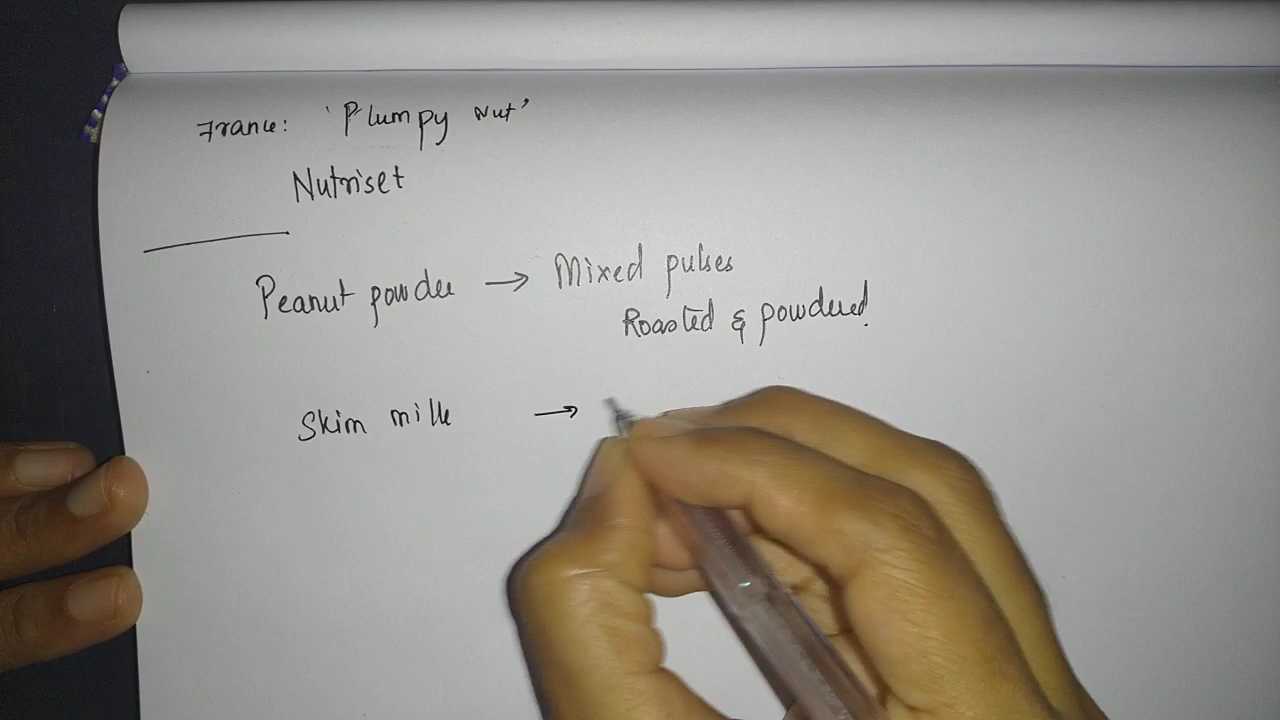 France: 'Plumpy Nut'
Nutriset
Peanut powder → Mixed pulses
Roasted & powdered
Skim milk →